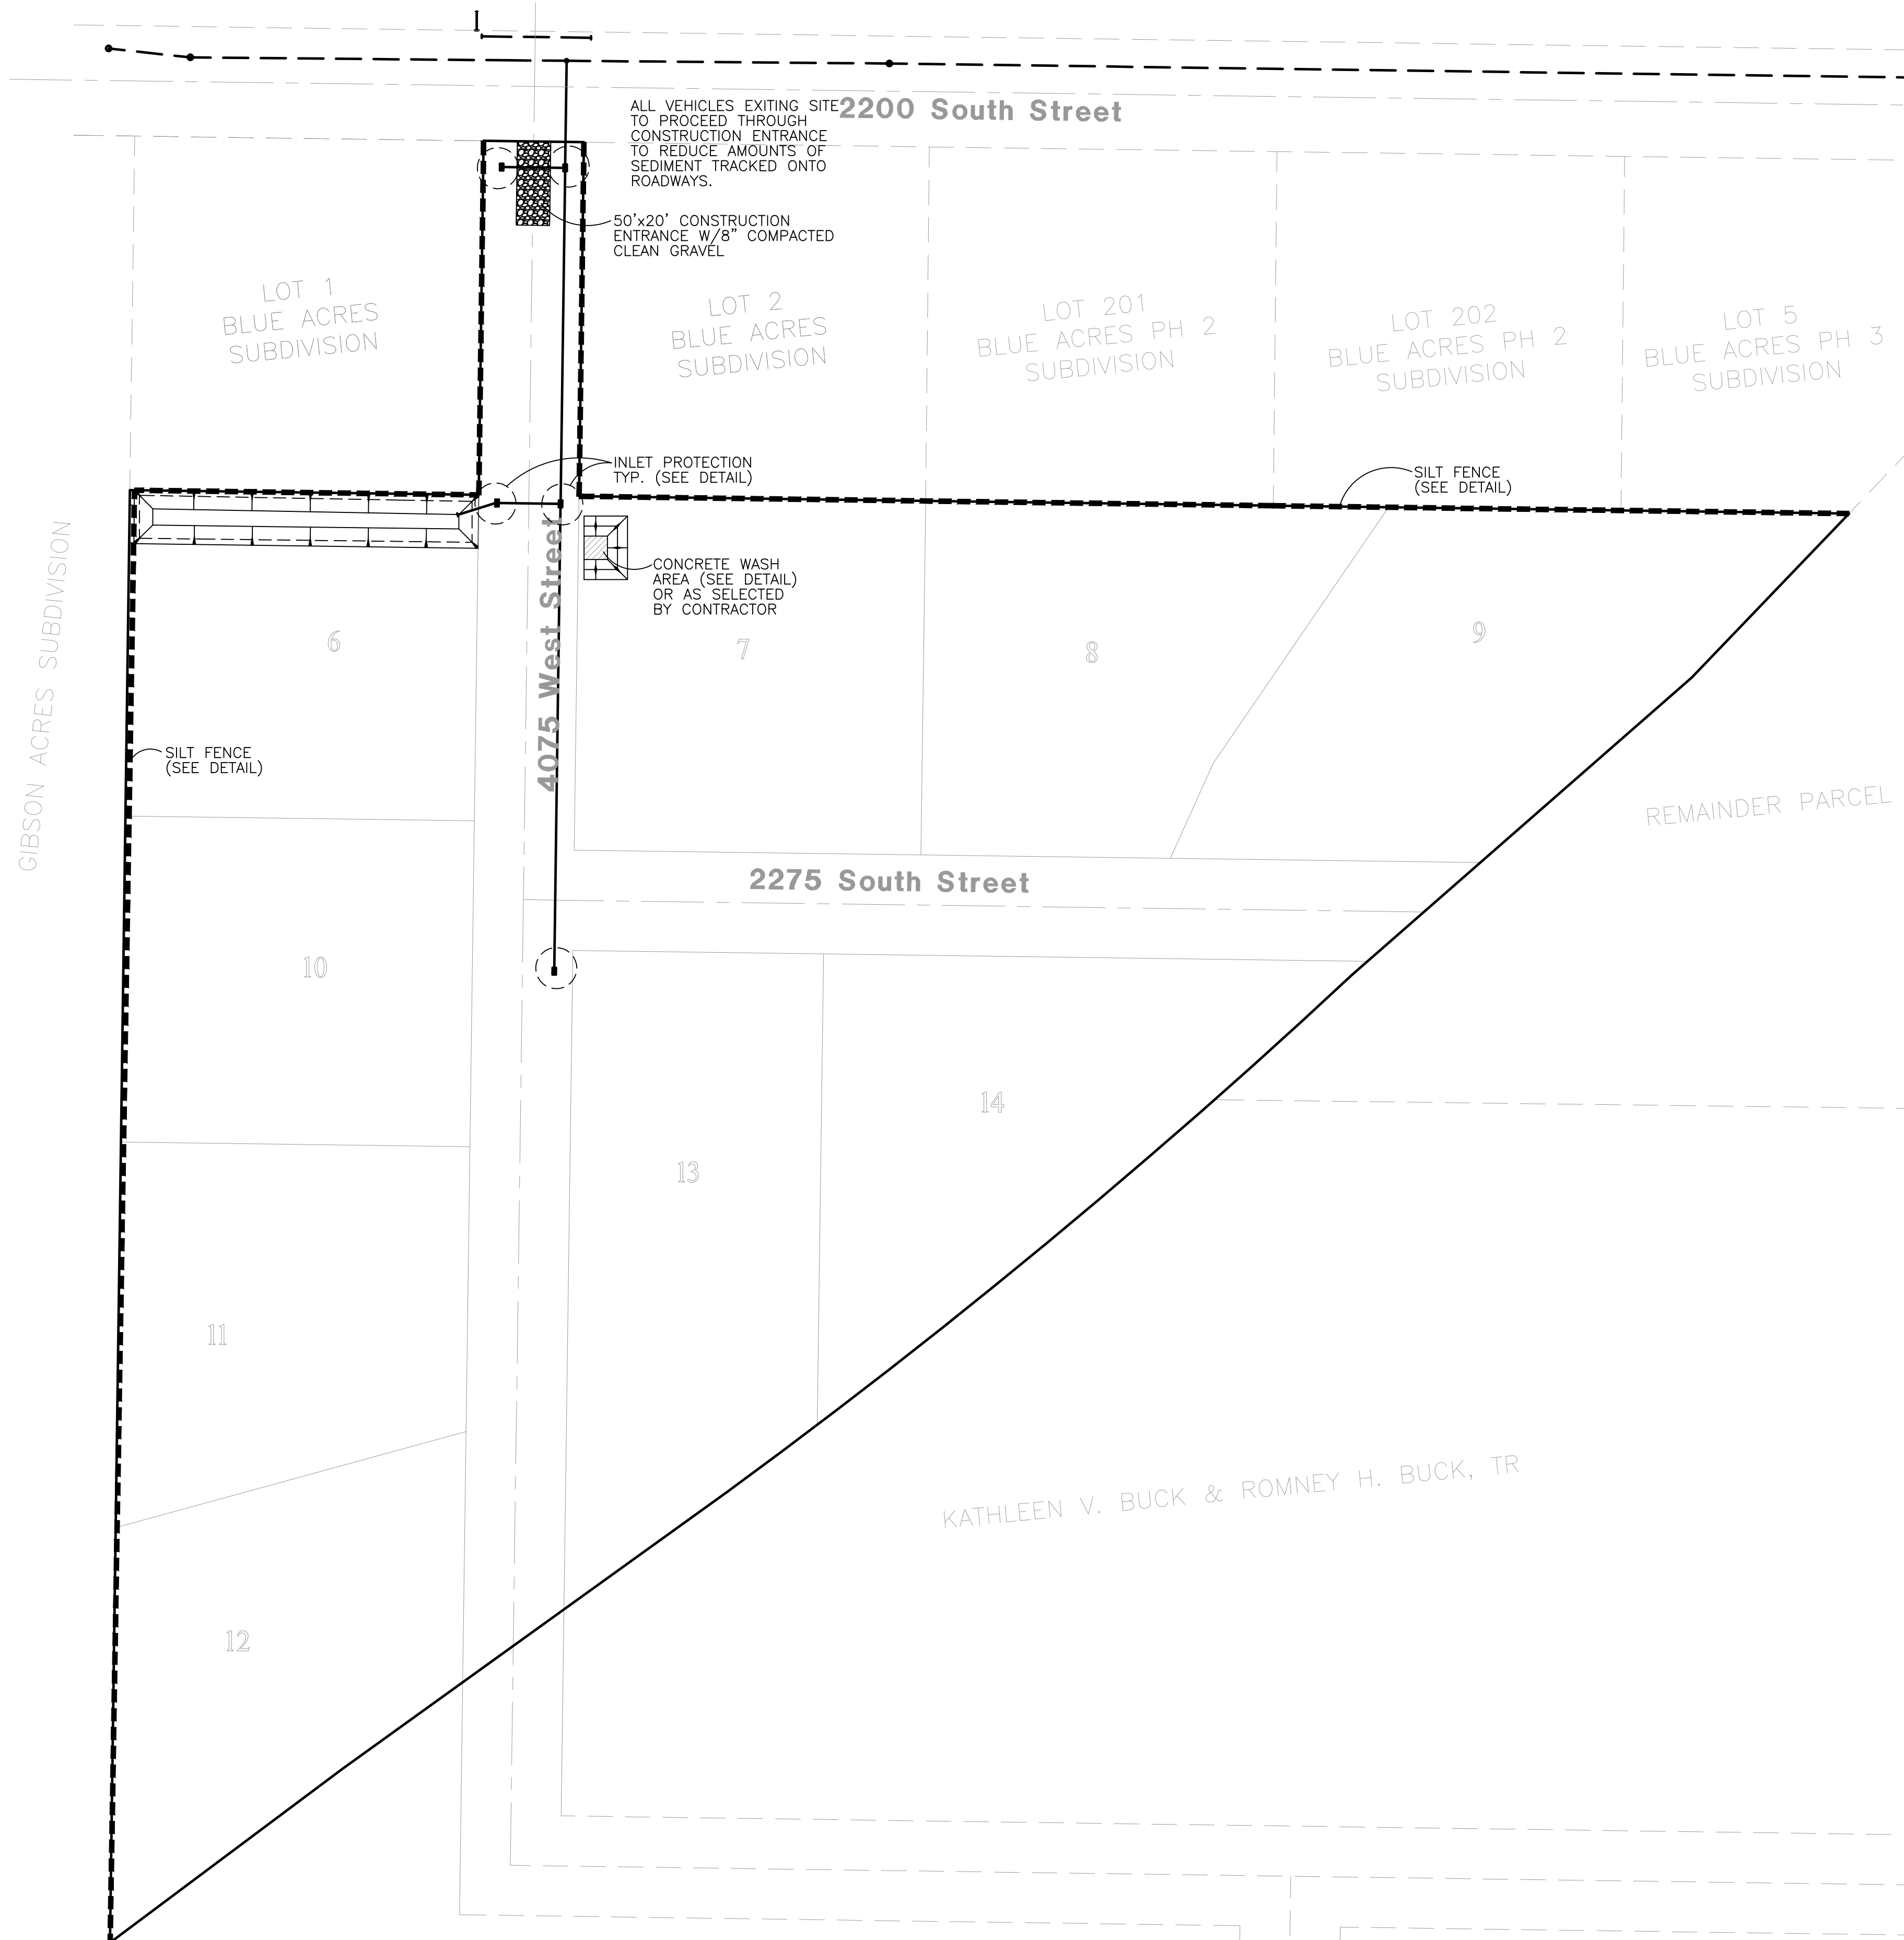 2200 South Street
ALL VEHICLES EXITING SITE
TO PROCEED THROUGH
CONSTRUCTION ENTRANCE
TO REDUCE AMOUNTS OF
SEDIMENT TRACKED ONTO
ROADWAYS.
50'x20' CONSTRUCTION
ENTRANCE W/8" COMPACTED
CLEAN GRAVEL
LOT 1
BLUE ACRES
SUBDIVISION
LOT 2
BLUE ACRES
SUBDIVISION
LOT 201
BLUE ACRES PH 2
SUBDIVISION
LOT 202
BLUE ACRES PH 2
SUBDIVISION
LOT 5
BLUE ACRES PH 3
SUBDIVISION
INLET PROTECTION
TYP. (SEE DETAIL)
SILT FENCE
(SEE DETAIL)
CONCRETE WASH
AREA (SEE DETAIL)
OR AS SELECTED
BY CONTRACTOR
GIBSON ACRES SUBDIVISION
4075 West Street
6
7
8
9
SILT FENCE
(SEE DETAIL)
REMAINDER PARCEL
2275 South Street
10
14
13
11
KATHLEEN V. BUCK & ROMNEY H. BUCK, TR
12